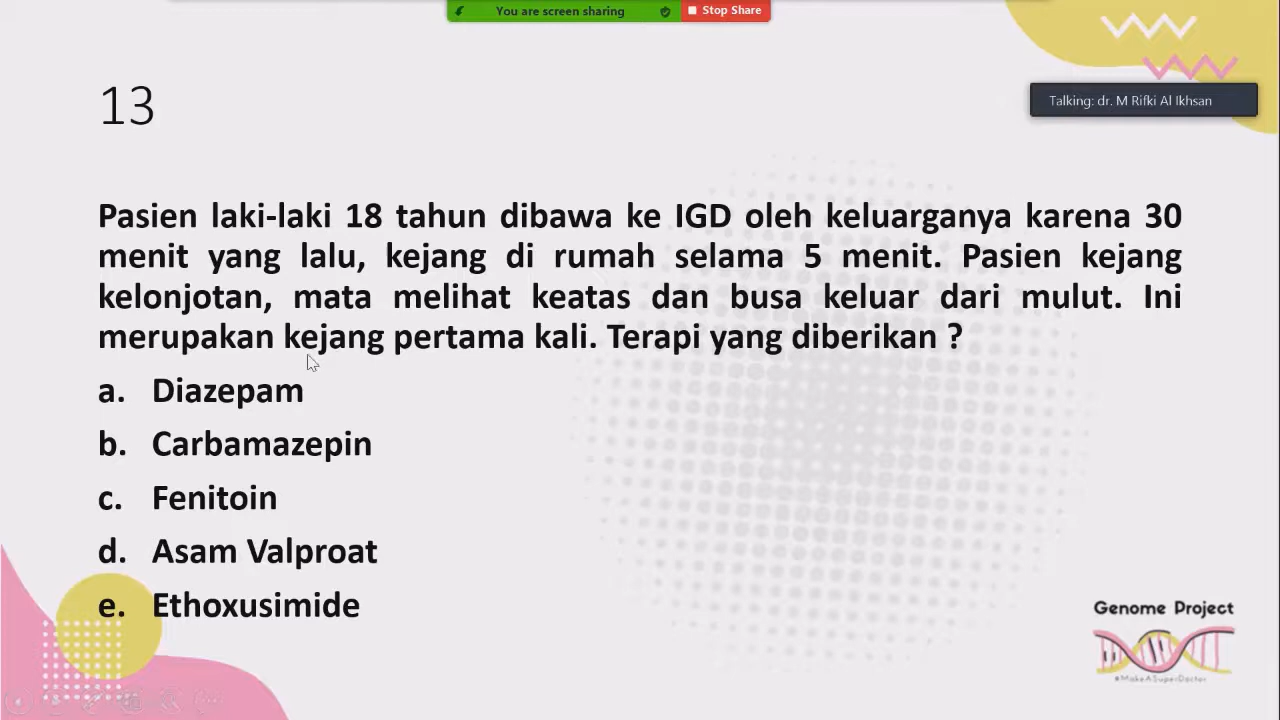 You are screen sharing Stop Share
13
Talking: dr. M Rifki Al Ikhsan
Pasien laki-laki 18 tahun dibawa ke IGD oleh keluarganya karena 30
menit yang lalu, kejang di rumah selama 5 menit. Pasien kejang
kelonjotan, mata melihat keatas dan busa keluar dari mulut. Ini
merupakan kejang pertama kali. Terapi yang diberikan ?
a. Diazepam
b. Carbamazepin
c. Fenitoin
d. Asam Valproat
e. Ethoxusimide
Genome Project
#MakeASuperDoctor